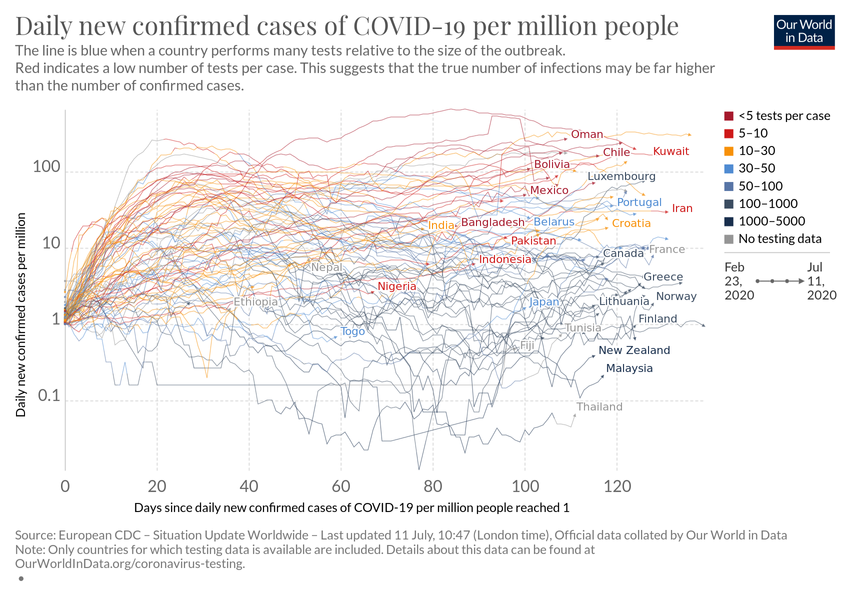 Daily new confirmed cases of COVID-19 per million people
Our World
in Data
The line is blue when a country performs many tests relative to the size of the outbreak.
Red indicates a low number of tests per case. This suggests that the true number of infections may be far higher
than the number of confirmed cases.
Daily new confirmed cases per million
100
10
1
0.1
0
20
40
60
80
100
120
Days since daily new confirmed cases of COVID-19 per million people reached 1
Oman
Chile
Kuwait
Bolivia
Luxembourg
Mexico
Portugal
Iran
India
Bangladesh
Belarus
Croatia
Pakistan
Canada
France
Nepal
Indonesia
Nigeria
Greece
Ethiopia
Japan
Lithuania
Norway
Togo
Tunisia
Finland
Fiji
New Zealand
Malaysia
Thailand
<5 tests per case
5–10
10–30
30–50
50–100
100–1000
1000–5000
No testing data
Feb
23,
2020
Jul
11,
2020
Source: European CDC – Situation Update Worldwide – Last updated 11 July, 10:47 (London time), Official data collated by Our World in Data
Note: Only countries for which testing data is available are included. Details about this data can be found at
OurWorldInData.org/coronavirus-testing.